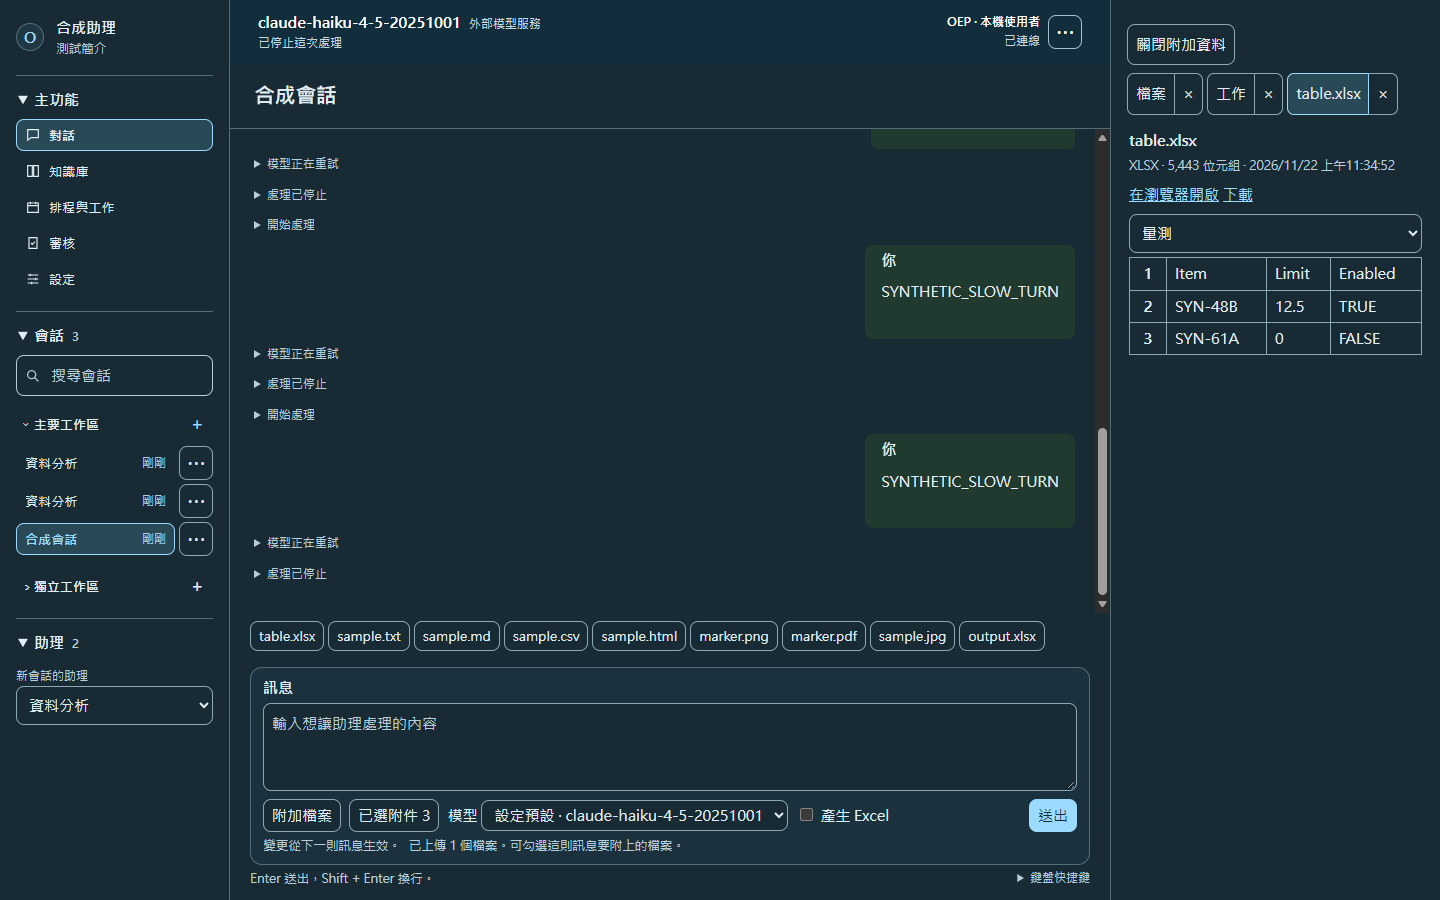 O 合成助理
測試簡介
▼ 主功能
對話
知識庫
排程與工作
審核
設定
▼ 會話 3
搜尋會話
主要工作區 +
資料分析 剛剛 ...
資料分析 剛剛 ...
合成會話 剛剛 ...
獨立工作區 +
▼ 助理 2
新會話的助理
資料分析
claude-haiku-4-5-20251001 外部模型服務
已停止這次處理
OEP · 本機使用者
已連線
...
合成會話
▶ 模型正在重試
▶ 處理已停止
▶ 開始處理
你
SYNTHETIC_SLOW_TURN
▶ 模型正在重試
▶ 處理已停止
▶ 開始處理
你
SYNTHETIC_SLOW_TURN
▶ 模型正在重試
▶ 處理已停止
table.xlsx sample.txt sample.md sample.csv sample.html marker.png marker.pdf sample.jpg output.xlsx
訊息
輸入想讓助理處理的內容
附加檔案 已選附件 3 模型 設定預設 · claude-haiku-4-5-20251001 產生 Excel 送出
變更從下一則訊息生效。 已上傳 1 個檔案。可勾選這則訊息要附上的檔案。
Enter 送出，Shift + Enter 換行。 ▶ 鍵盤快捷鍵
關閉附加資料
檔案 × 工作 × table.xlsx ×
table.xlsx
XLSX · 5,443 位元組 · 2026/11/22 上午11:34:52
在瀏覽器開啟 下載
量測
1 Item Limit Enabled
2 SYN-48B 12.5 TRUE
3 SYN-61A 0 FALSE